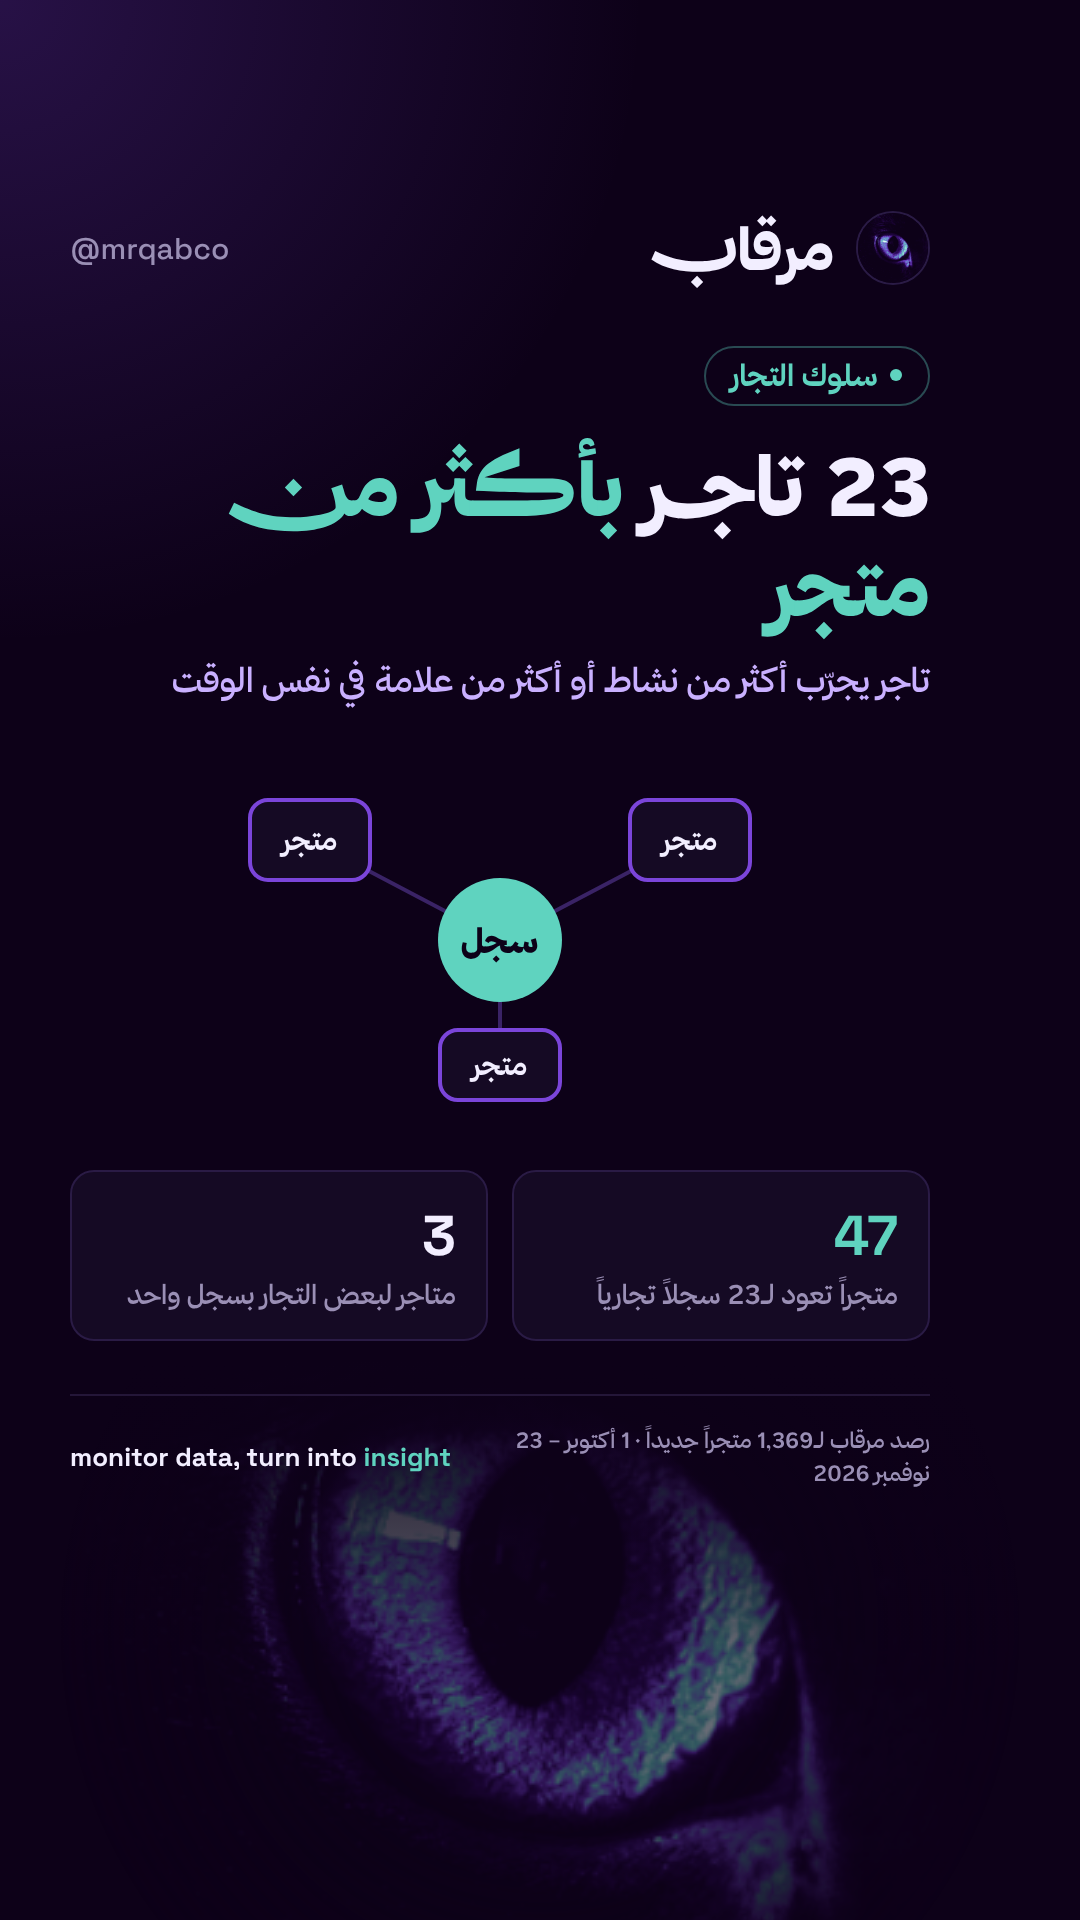 مرقاب
@mrqabco
سلوك التجار
23 تاجر بأكثر من
متجر
تاجر يجرّب أكثر من نشاط أو أكثر من علامة في نفس الوقت
متجر
متجر
سجل
متجر
47
متجراً تعود لـ23 سجلاً تجارياً
3
متاجر لبعض التجار بسجل واحد
رصد مرقاب لـ1,369 متجراً جديداً · 1 أكتوبر – 23
نوفمبر 2026
monitor data, turn into insight